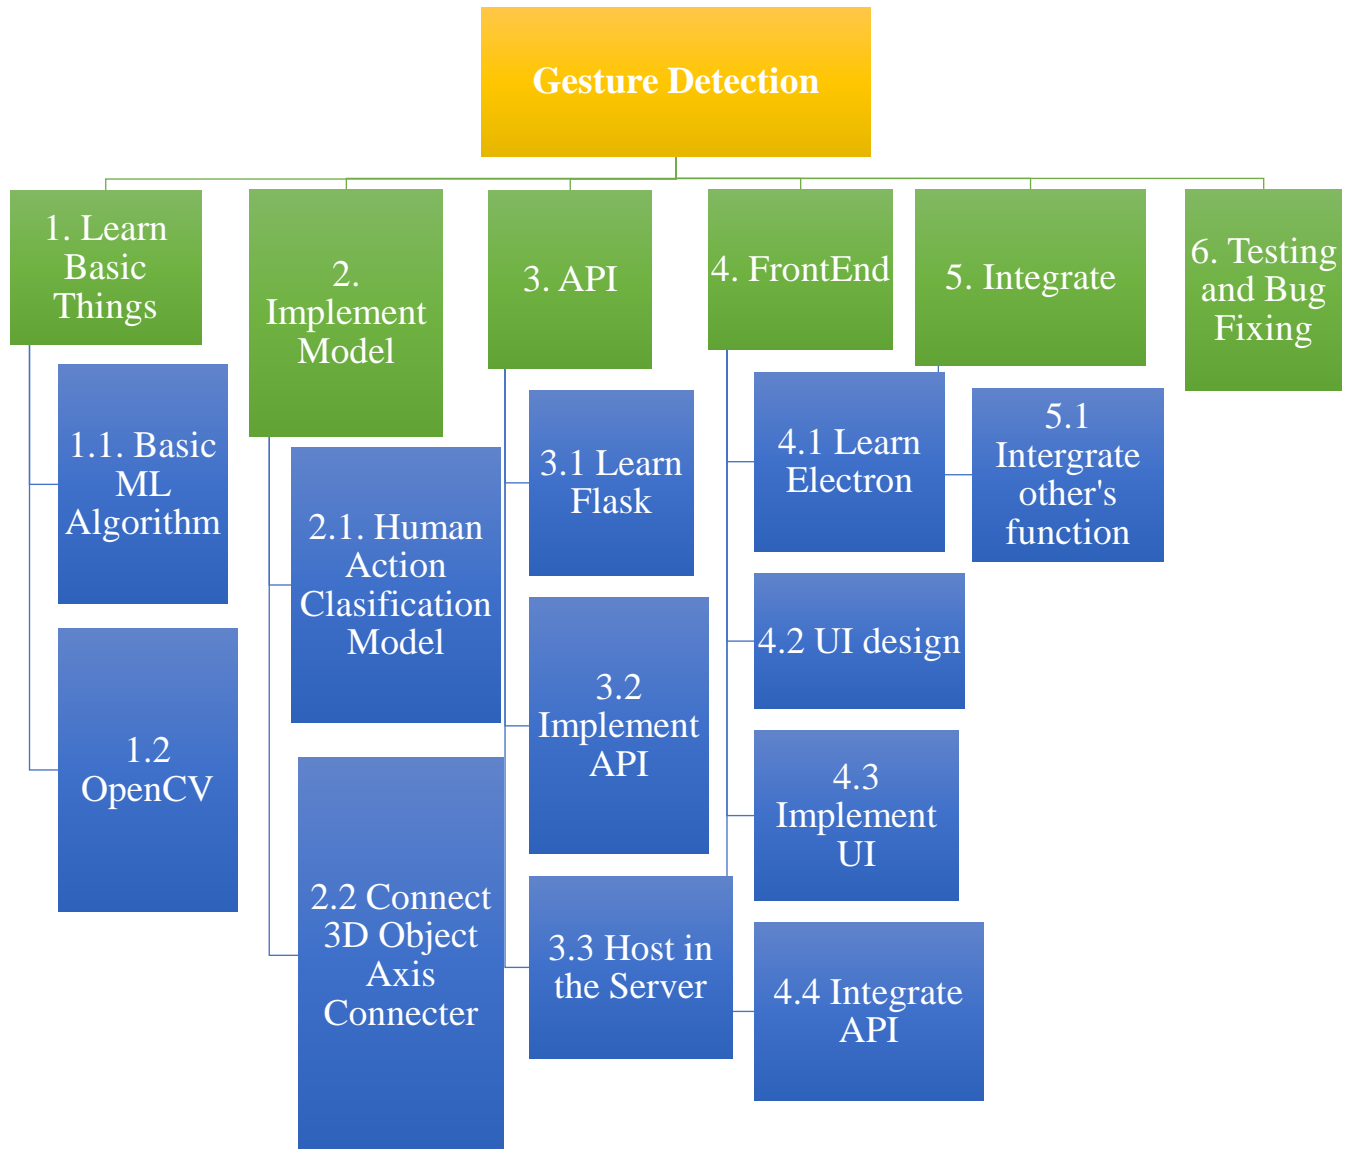 Gesture Detection
1. Learn
Basic
Things
1.1. Basic
ML
Algorithm
1.2
OpenCV
2.
Implement
Model
2.1. Human
Action
Clasification
Model
2.2 Connect
3D Object
Axis
Connecter
3. API
3.1 Learn
Flask
3.2
Implement
API
3.3 Host in
the Server
4. FrontEnd
4.1 Learn
Electron
4.2 UI design
4.3
Implement
UI
4.4 Integrate
API
5. Integrate
5.1
Intergrate
other's
function
6. Testing
and Bug
Fixing